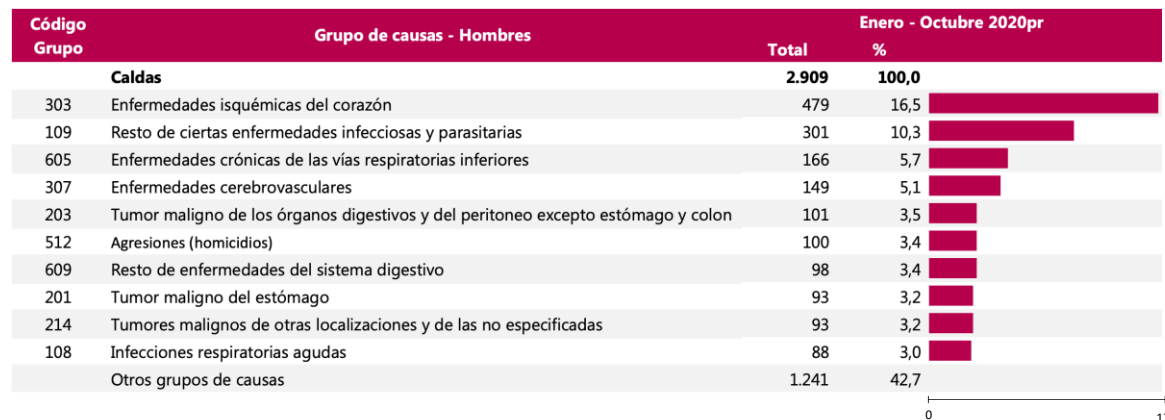 Código Grupo Grupo de causas - Hombres Enero - Octubre 2020pr
Total %
Caldas 2.909 100,0
303 Enfermedades isquémicas del corazón 479 16,5
109 Resto de ciertas enfermedades infecciosas y parasitarias 301 10,3
605 Enfermedades crónicas de las vías respiratorias inferiores 166 5,7
307 Enfermedades cerebrovasculares 149 5,1
203 Tumor maligno de los órganos digestivos y del peritoneo excepto estómago y colon 101 3,5
512 Agresiones (homicidios) 100 3,4
609 Resto de enfermedades del sistema digestivo 98 3,4
201 Tumor maligno del estómago 93 3,2
214 Tumores malignos de otras localizaciones y de las no especificadas 93 3,2
108 Infecciones respiratorias agudas 88 3,0
Otros grupos de causas 1.241 42,7
0